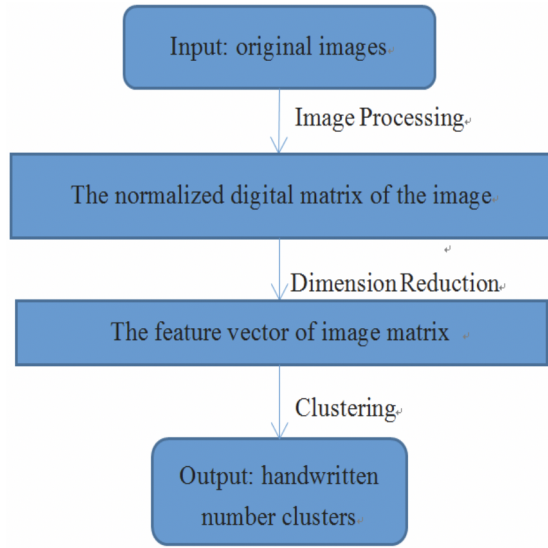 Input: original images
Image Processing
The normalized digital matrix of the image
Dimension Reduction
The feature vector of image matrix
Clustering
Output: handwritten
number clusters